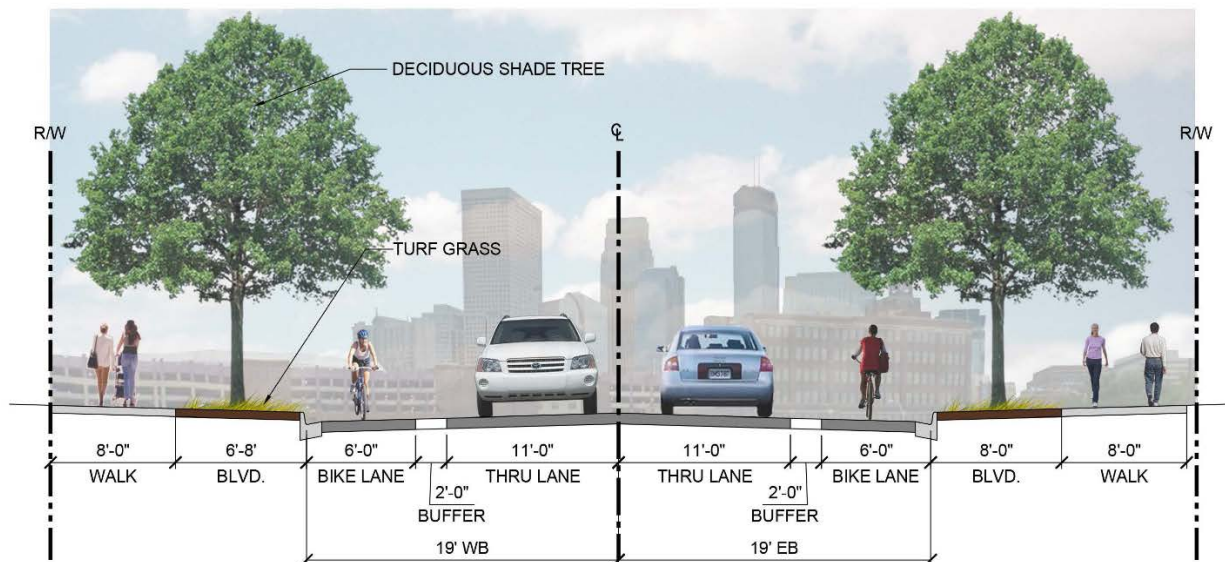 DECIDUOUS SHADE TREE
R/W
℄
R/W
TURF GRASS
8'-0" 6'-8' 6'-0" 11'-0" 11'-0" 6'-0" 8'-0" 8'-0"
WALK BLVD. BIKE LANE THRU LANE THRU LANE BIKE LANE BLVD. WALK
2'-0" 2'-0"
BUFFER BUFFER
19' WB 19' EB